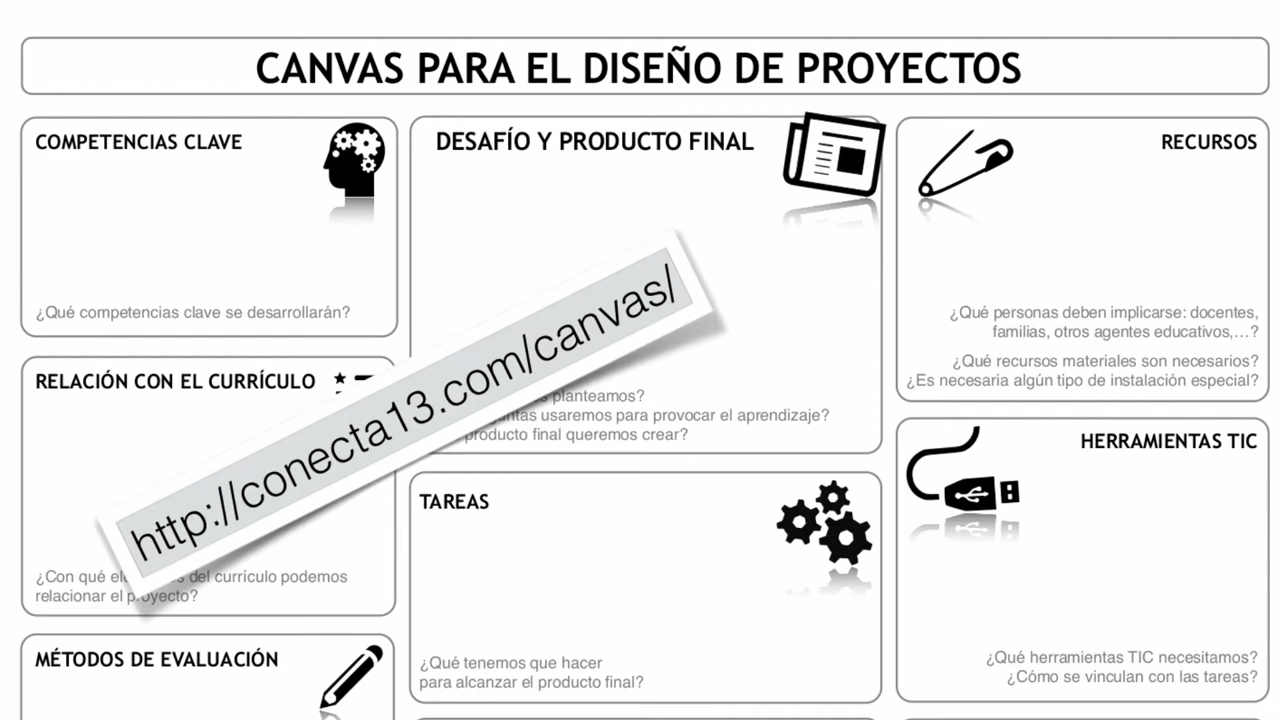 CANVAS PARA EL DISEÑO DE PROYECTOS
COMPETENCIAS CLAVE
¿Qué competencias clave se desarrollarán?
RELACIÓN CON EL CURRÍCULO
¿Con qué del currículo podemos
relacionar el proyecto?
MÉTODOS DE EVALUACIÓN
DESAFÍO Y PRODUCTO FINAL
planteamos?
usaremos para provocar el aprendizaje?
producto final queremos crear?
http://conecta13.com/canvas/
TAREAS
¿Qué tenemos que hacer
para alcanzar el producto final?
RECURSOS
¿Qué personas deben implicarse: docentes,
familias, otros agentes educativos,...?
¿Qué recursos materiales son necesarios?
¿Es necesaria algún tipo de instalación especial?
HERRAMIENTAS TIC
¿Qué herramientas TIC necesitamos?
¿Cómo se vinculan con las tareas?